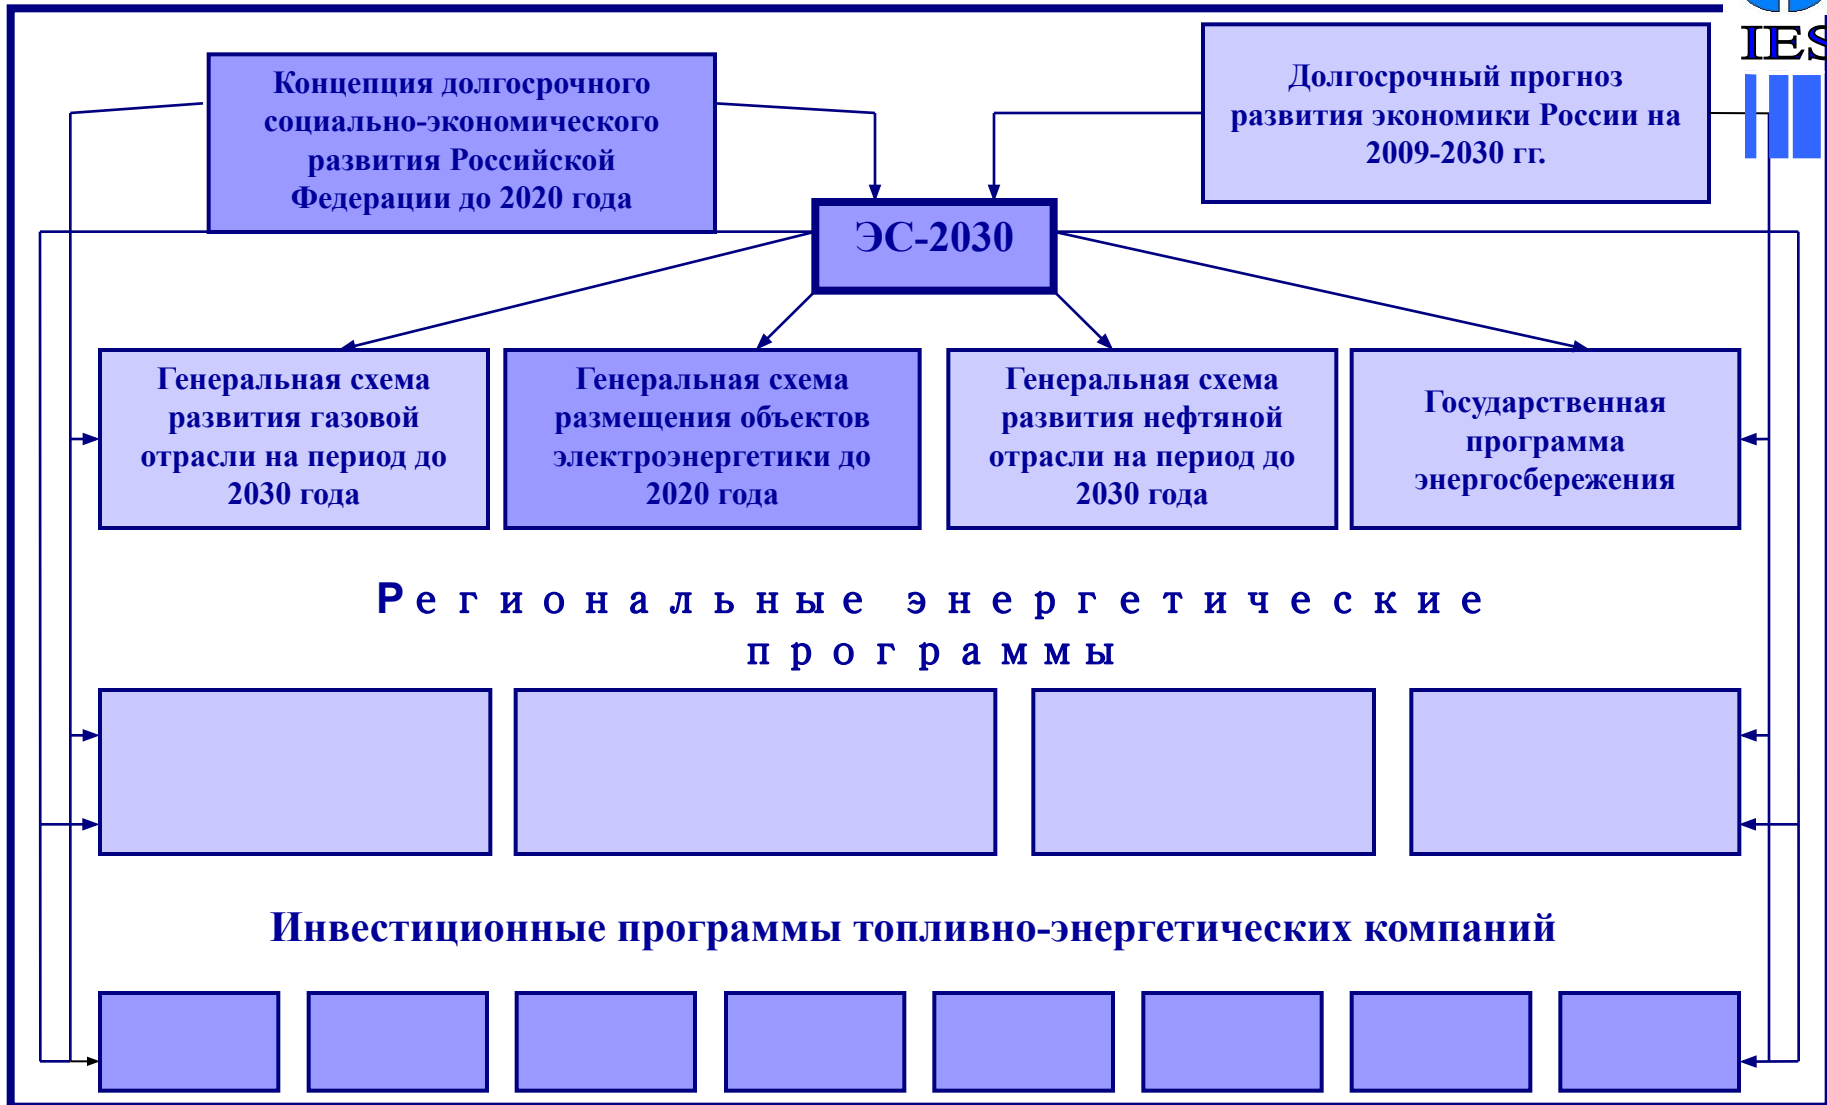 IES
Концепция долгосрочного
социально-экономического
развития Российской
Федерации до 2020 года
Долгосрочный прогноз
развития экономики России на
2009-2030 гг.
ЭС-2030
Генеральная схема
развития газовой
отрасли на период до
2030 года
Генеральная схема
размещения объектов
электроэнергетики до
2020 года
Генеральная схема
развития нефтяной
отрасли на период до
2030 года
Государственная
программа
энергосбережения
Региональные энергетические
программы
Инвестиционные программы топливно-энергетических компаний